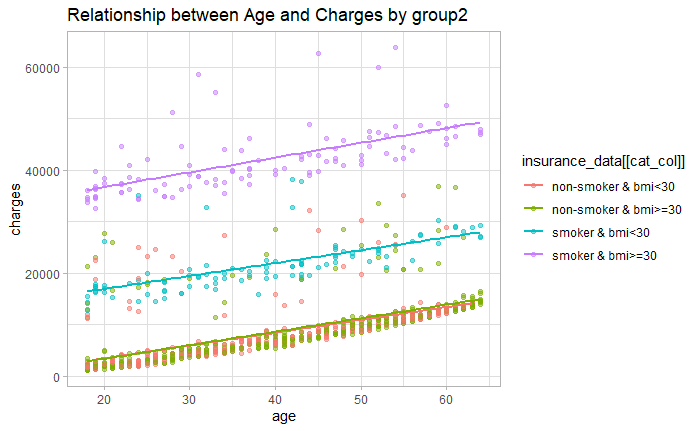 Relationship between Age and Charges by group2
60000
40000
20000
0
charges
20
30
40
50
60
age
insurance_data[[cat_col]]
non-smoker & bmi<30
non-smoker & bmi>=30
smoker & bmi<30
smoker & bmi>=30